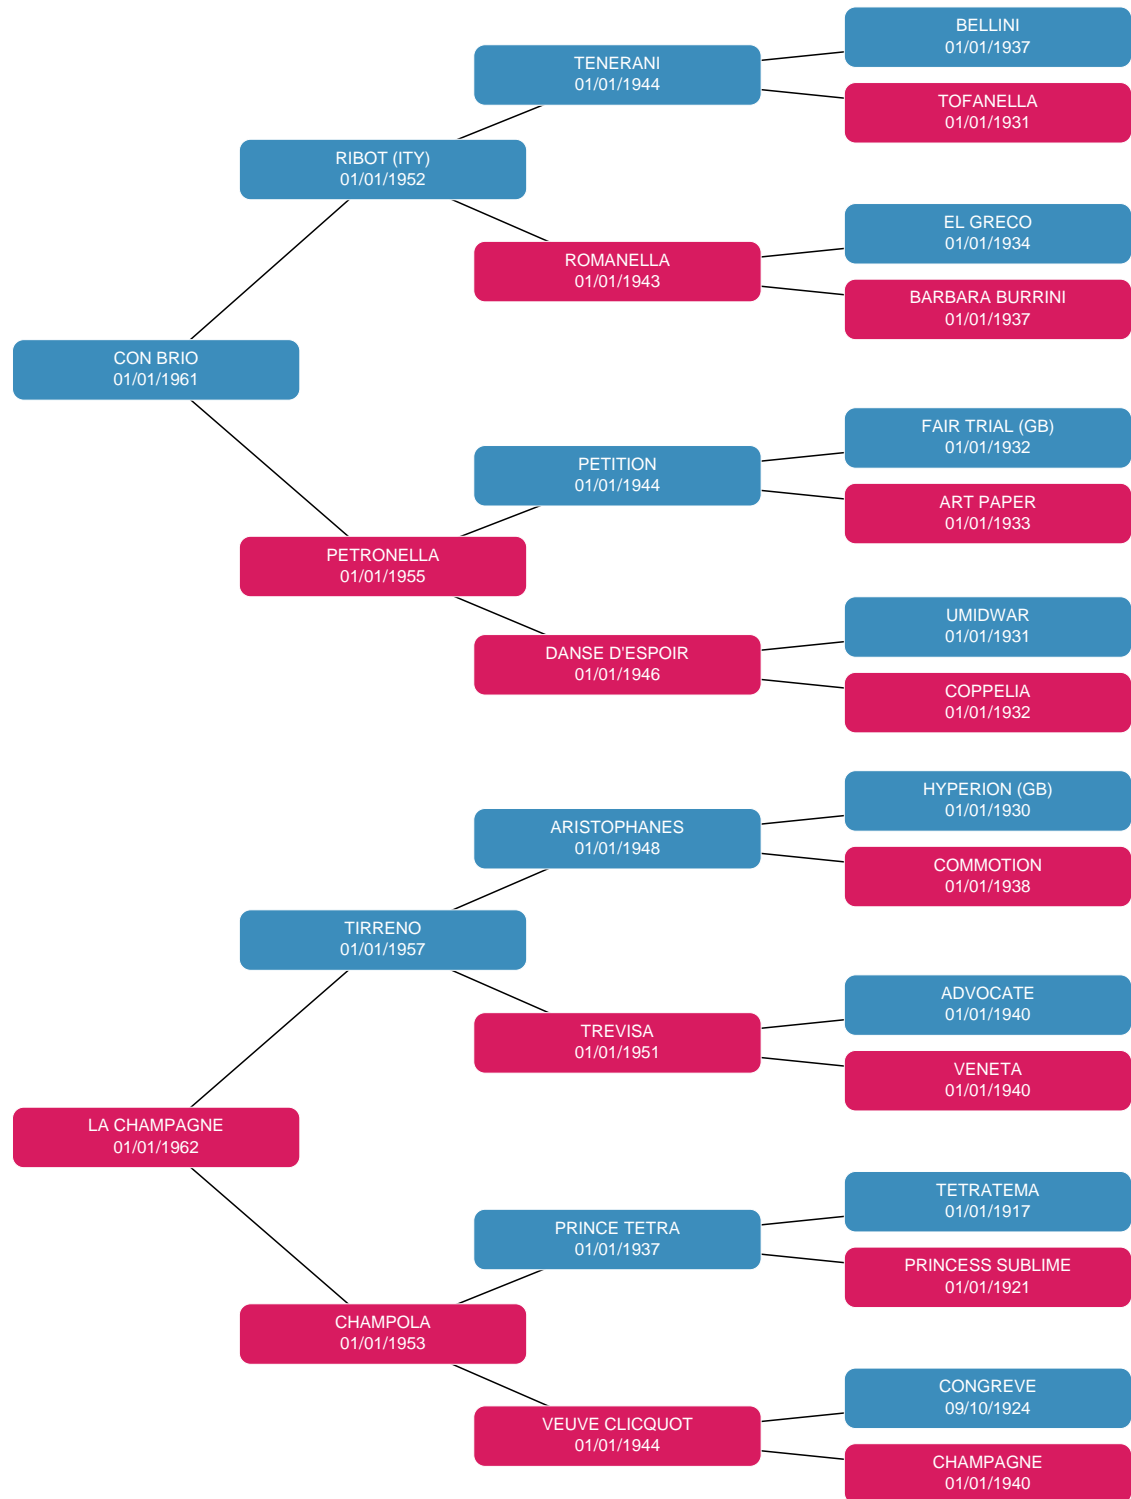 BELLINI
01/01/1937
TENERANI
01/01/1944
TOFANELLA
01/01/1931
RIBOT (ITY)
01/01/1952
EL GRECO
01/01/1934
ROMANELLA
01/01/1943
BARBARA BURRINI
01/01/1937
CON BRIO
01/01/1961
FAIR TRIAL (GB)
01/01/1932
PETITION
01/01/1944
ART PAPER
01/01/1933
PETRONELLA
01/01/1955
UMIDWAR
01/01/1931
DANSE D'ESPOIR
01/01/1946
COPPELIA
01/01/1932
HYPERION (GB)
01/01/1930
ARISTOPHANES
01/01/1948
COMMOTION
01/01/1938
TIRRENO
01/01/1957
ADVOCATE
01/01/1940
TREVISA
01/01/1951
VENETA
01/01/1940
LA CHAMPAGNE
01/01/1962
TETRATEMA
01/01/1917
PRINCE TETRA
01/01/1937
PRINCESS SUBLIME
01/01/1921
CHAMPOLA
01/01/1953
CONGREVE
09/10/1924
VEUVE CLICQUOT
01/01/1944
CHAMPAGNE
01/01/1940